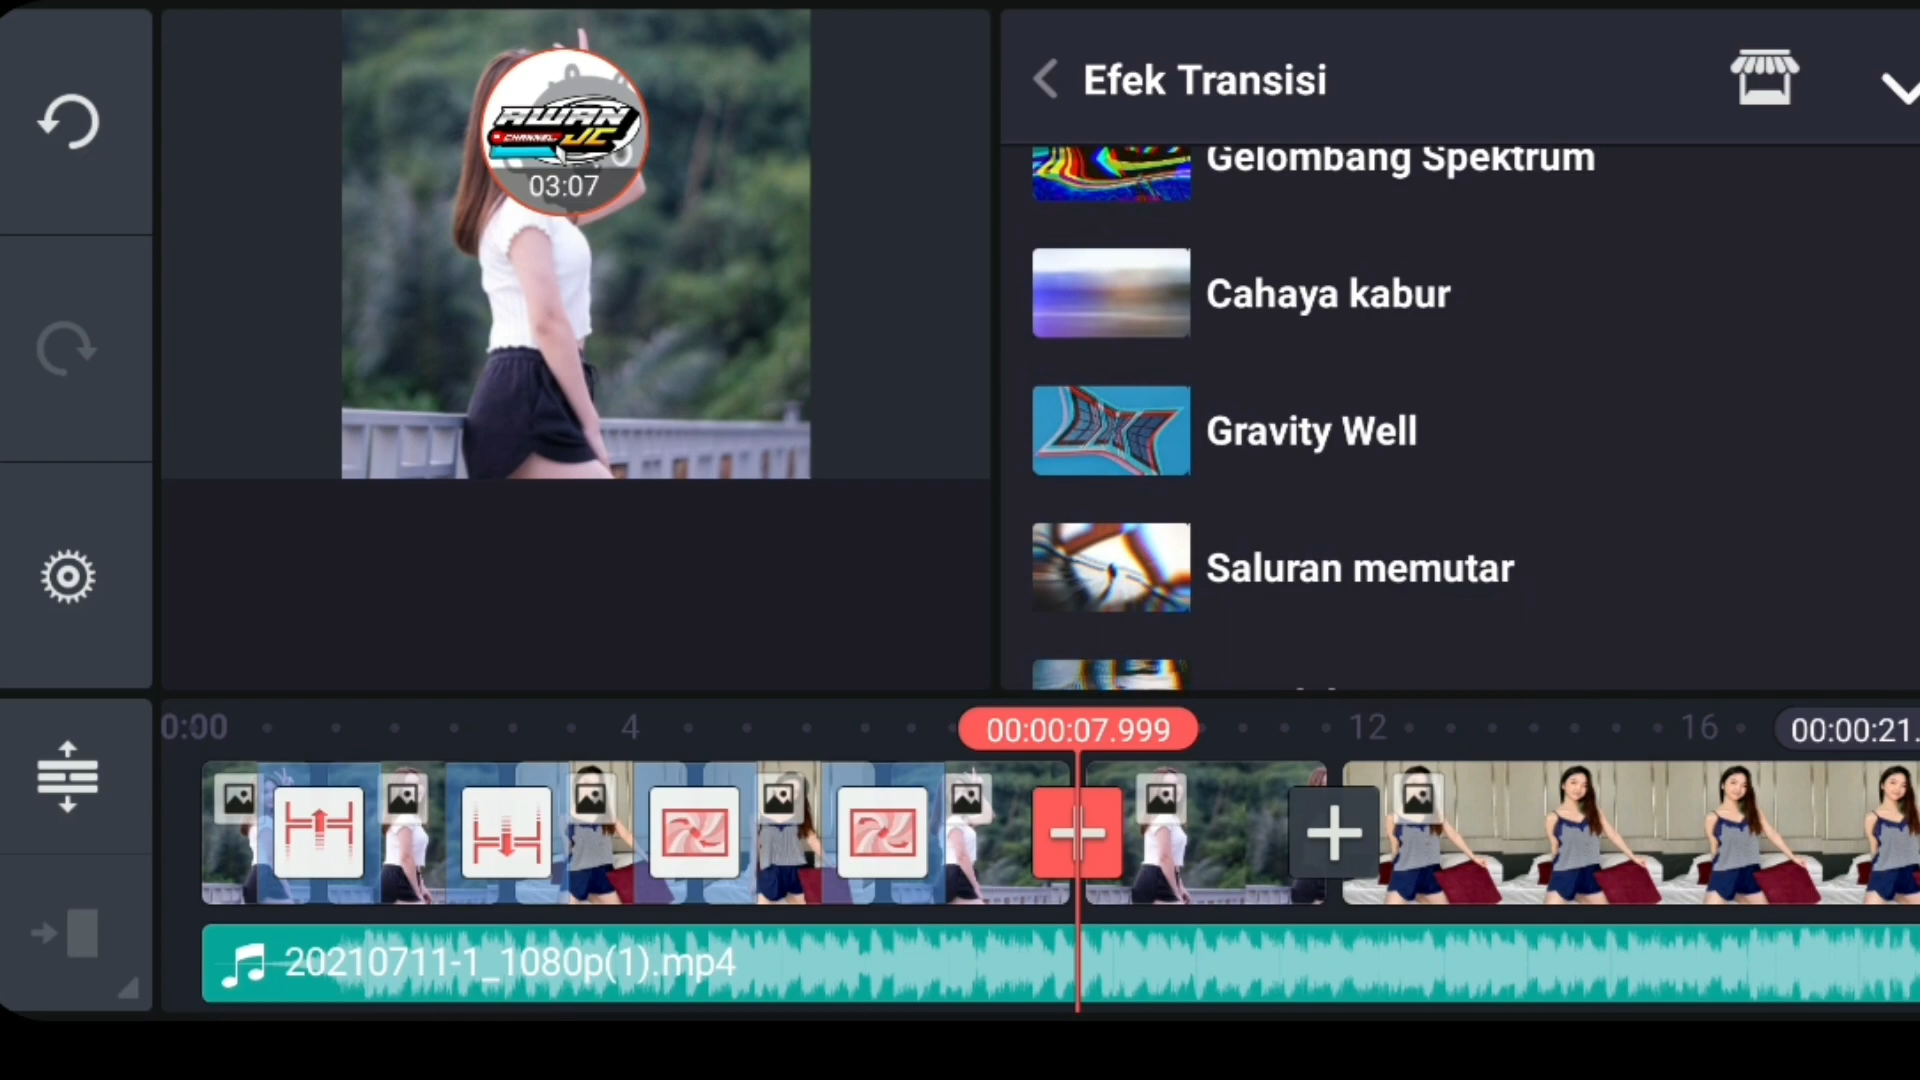 Efek Transisi
AWAN
CHANNEL JC
03:07
Gelombang Spektrum
Cahaya kabur
Gravity Well
Saluran memutar
0:00
4
00:00:07.999
12
16
00:00:21.
20210711-1_1080p(1).mp4